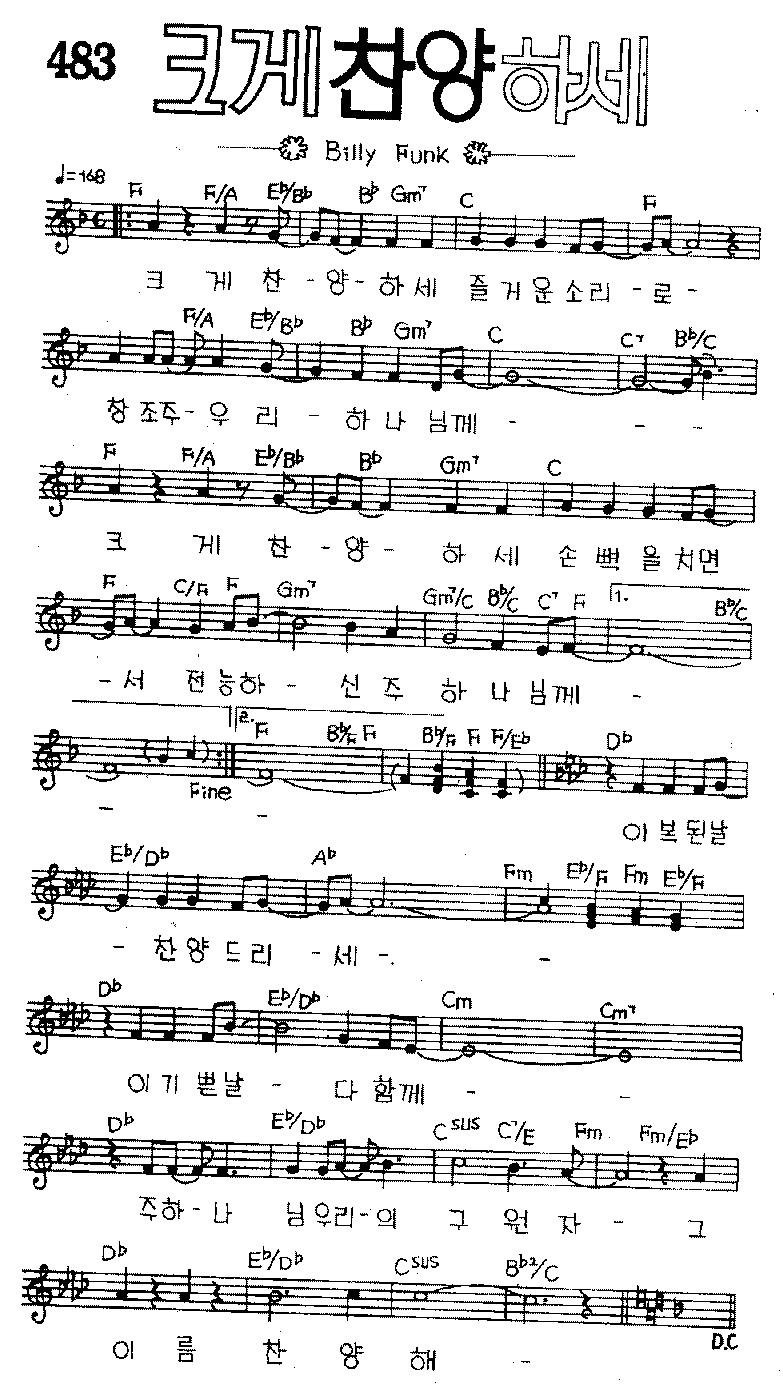 483 크게 찬양하세
Billy Funk
♩=168
F F/A E♭/B♭ B♭ Gm7 C F
크 게 찬 - 양 - 하 세 즐 거 운 소 리 - 로 -
F/A E♭/B♭ B♭ Gm7 C C7 B♭/C
창 조 주 - 우 리 - 하 나 님 께 - - -
F F/A E♭/B♭ B♭ Gm7 C
크 게 찬 - 양 - 하 세 손 뼉 을 치 면
F C/F F Gm7 Gm7/C B♭/C C7 F 1. B♭/C
- 서 전 능 하 - 신 주 하 나 님 께 -
2. F B♭/F F B♭/F F F/E♭ D♭
Fine
- - 이 복 된 날
E♭/D♭ A♭ Fm E♭/F Fm E♭/F
- 찬 양 드 리 - 세 - . -
D♭ E♭/D♭ Cm Cm7
이 기 쁜 날 - 다 함 께 - -
D♭ E♭/D♭ Csus C7/E Fm Fm/E♭
주 하 - 나 님 우 리 - 의 구 원 자 - 그
D♭ E♭/D♭ Csus B♭2/C
D.C
이 름 찬 양 해 -